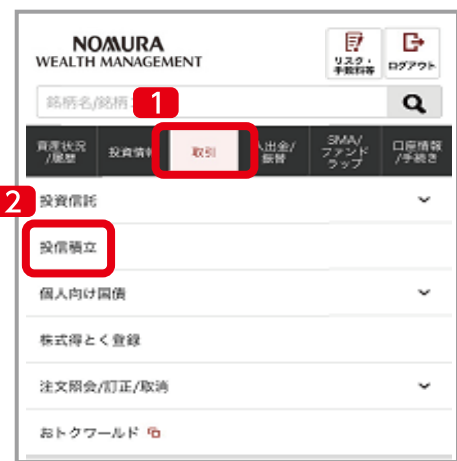 NOMURA
WEALTH MANAGEMENT
リスク・
手数料等
ログアウト
銘柄名/銘柄
1
資産状況
/履歴
投資情報
取引
入出金/
振替
SMA/
ファンド
ラップ
口座情報
/手続き
2
投資信託
投信積立
個人向け国債
株式得とく登録
注文照会/訂正/取消
おトクワールド